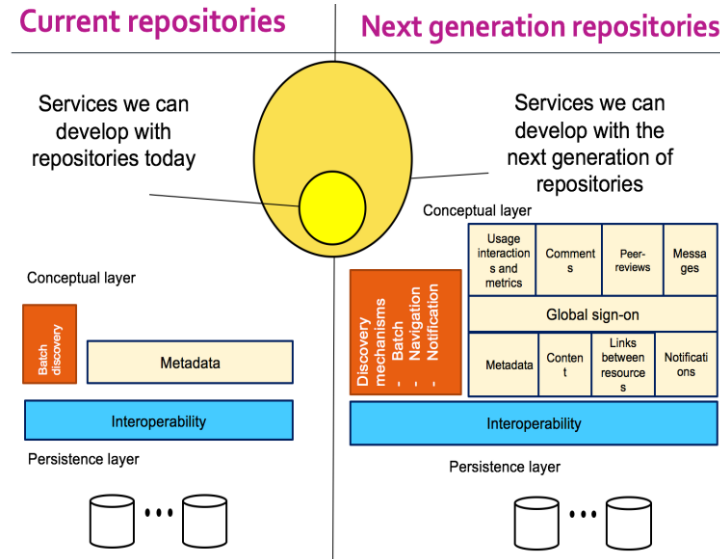 Current repositories
Services we can
develop with
repositories today
Conceptual layer
Batch
discovery
Metadata
Interoperability
Persistence layer
Next generation repositories
Services we can
develop with the
next generation of
repositories
Conceptual layer
Usage
interaction
s and
metrics
Comment
s
Peer-
reviews
Messa
ges
Global sign-on
Discovery
mechanisms
- Batch
- Navigation
- Notification
Metadata
Conten
t
Links
between
resource
s
Notificati
ons
Interoperability
Persistence layer